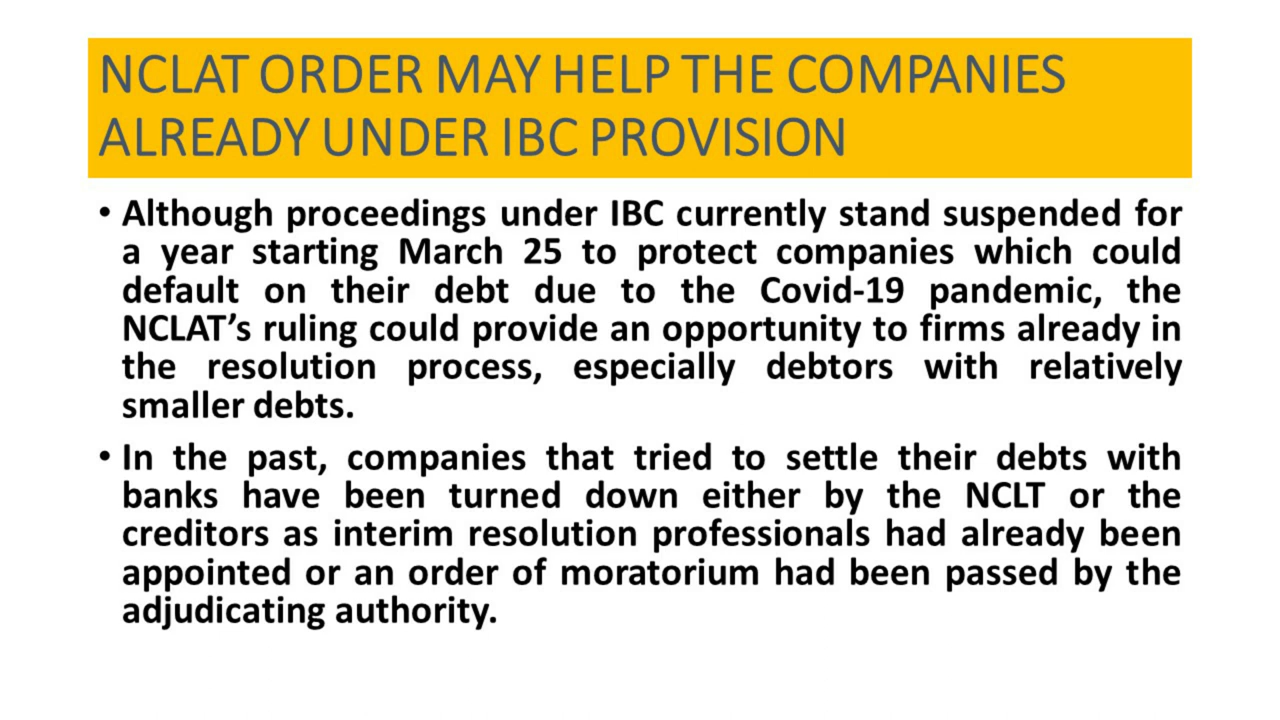 NCLAT ORDER MAY HELP THE COMPANIES
ALREADY UNDER IBC PROVISION
• Although proceedings under IBC currently stand suspended for
a year starting March 25 to protect companies which could
default on their debt due to the Covid-19 pandemic, the
NCLAT’s ruling could provide an opportunity to firms already in
the resolution process, especially debtors with relatively
smaller debts.
• In the past, companies that tried to settle their debts with
banks have been turned down either by the NCLT or the
creditors as interim resolution professionals had already been
appointed or an order of moratorium had been passed by the
adjudicating authority.